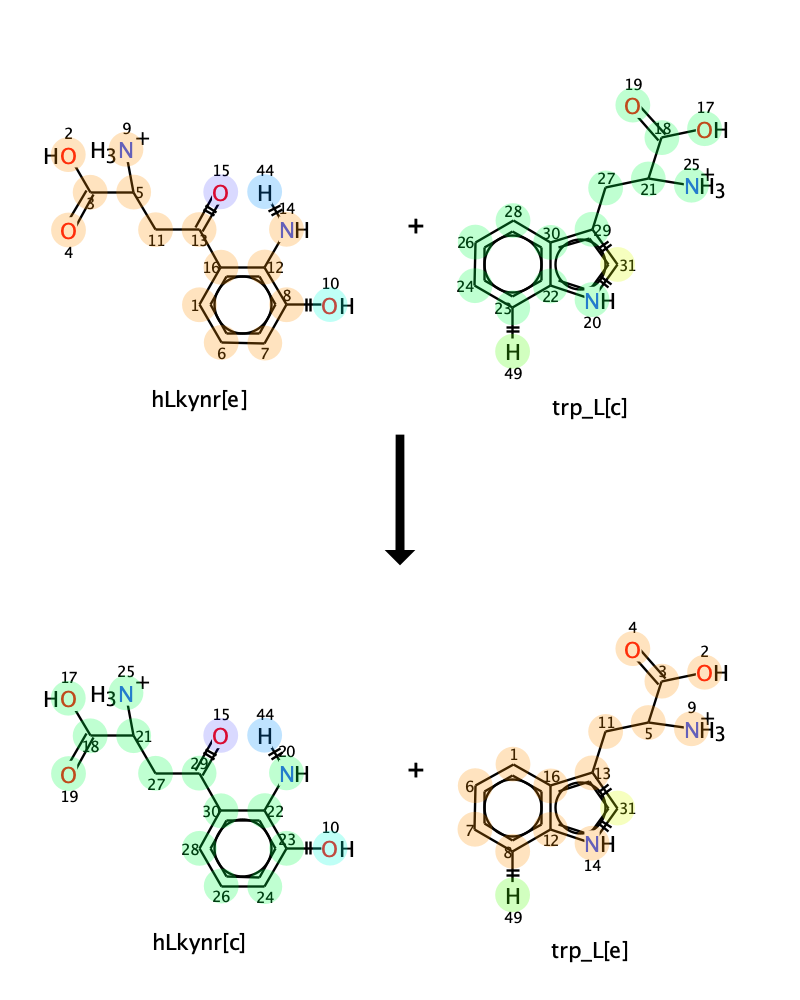 19
2 9 15 44 17
HO H₃N⁺ O H O 18 OH
3 5 14 NH 27 25
O 11 13 21 NH₃⁺
4 + 28
16 12 10 26 30 29
1 8 OH 31
24 22 NH
6 7 23 20
H
49
hLkynr[e] trp_L[c]
4
17 25 15 44 2
HO H₃N⁺ O H O 3 OH
18 21 20 NH 11 9
O 27 29 5 NH₃⁺
19 + 1
30 22 10 6 16 13
28 23 OH 31
7 12 NH
26 24 8 14
H
49
hLkynr[c] trp_L[e]